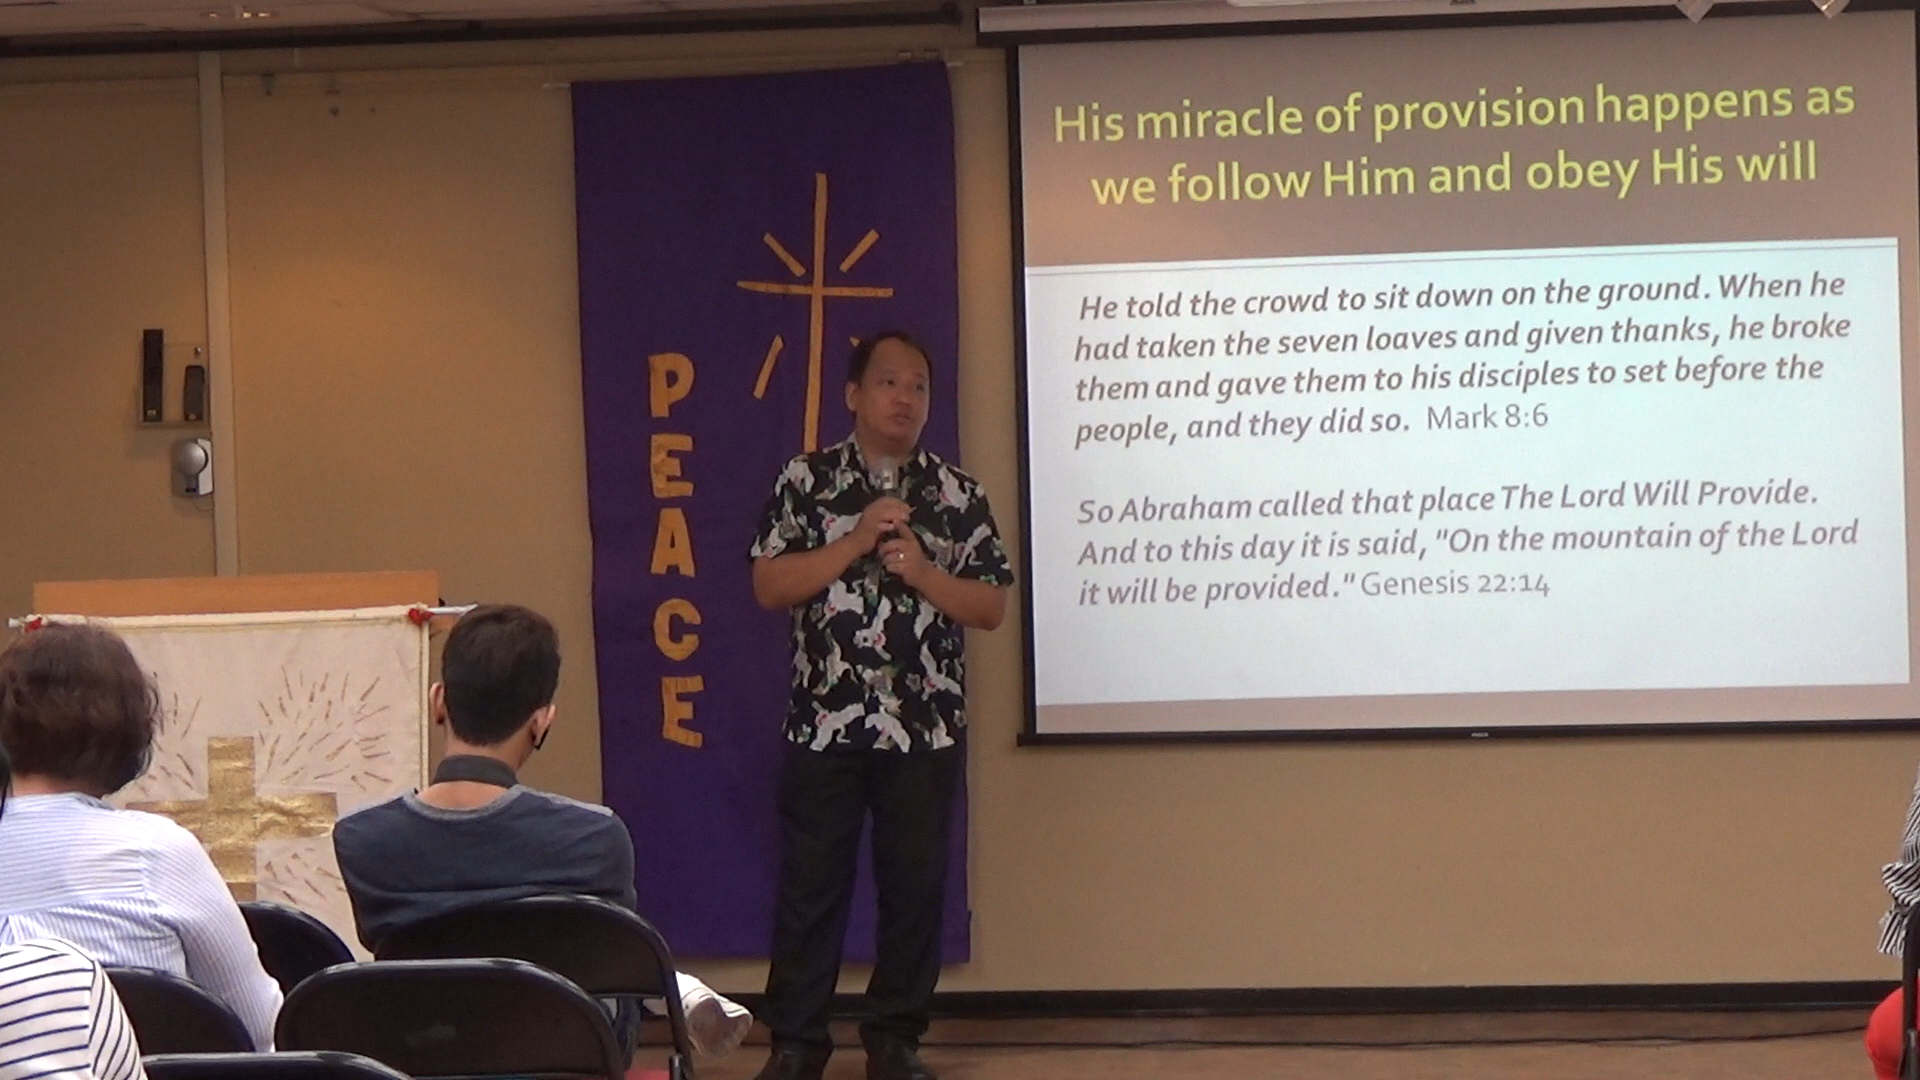 PEACE
His miracle of provision happens as
we follow Him and obey His will
He told the crowd to sit down on the ground. When he
had taken the seven loaves and given thanks, he broke
them and gave them to his disciples to set before the
people, and they did so. Mark 8:6
So Abraham called that place The Lord Will Provide.
And to this day it is said, "On the mountain of the Lord
it will be provided." Genesis 22:14